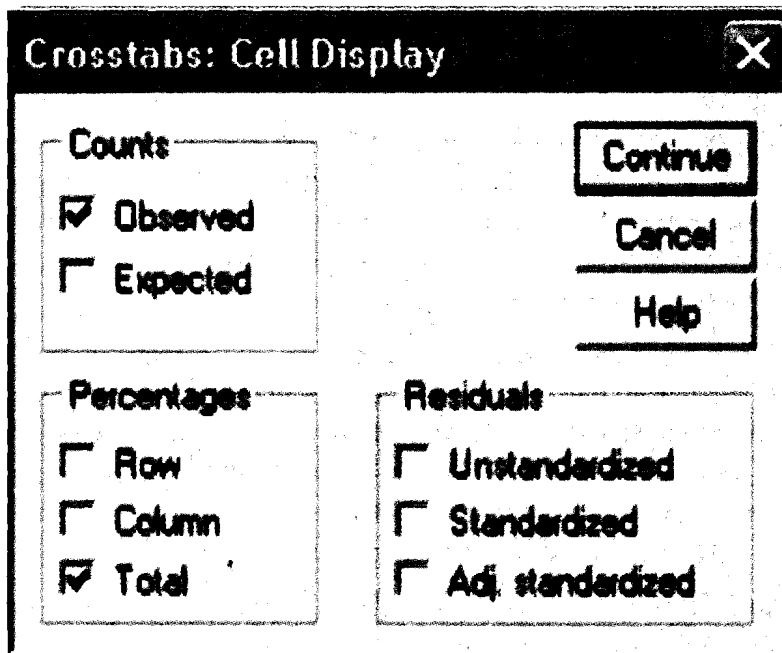 Crosstabs: Cell Display
Counts
Observed
Expected
Continue
Cancel
Help
Percentages
Row
Column
Total
Residuals
Unstandardized
Standardized
Adj. standardized